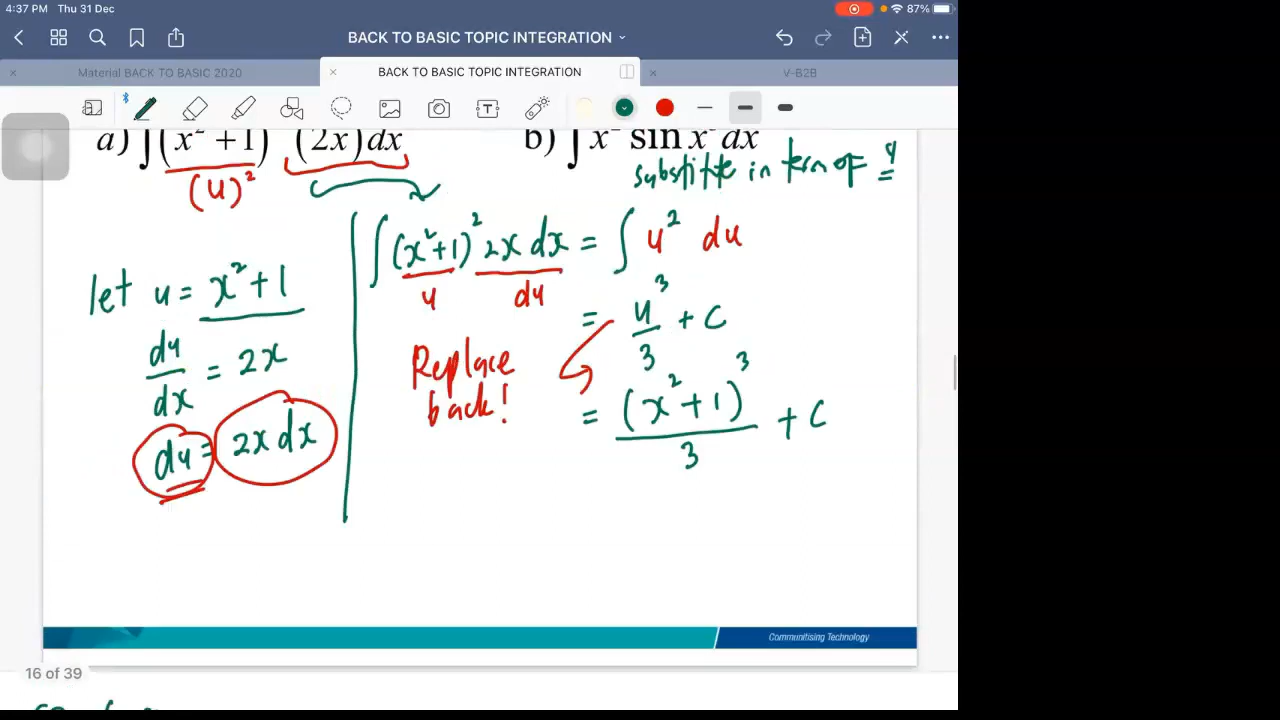 4:37 PM Thu 31 Dec
87%
BACK TO BASIC TOPIC INTEGRATION
Material BACK TO BASIC 2020
BACK TO BASIC TOPIC INTEGRATION
V-B2B
a) ∫(x² + 1) (2x)dx
b) ∫x² sin x dx
(u)²
substitute in term of u
∫(x²+1)² 2x dx = ∫ u² du
u
du
let u = x²+1
du/dx = 2x
du = 2x dx
= u³/3 + c
Replace
back!
= (x²+1)³/3 + c
Communitising Technology
16 of 39